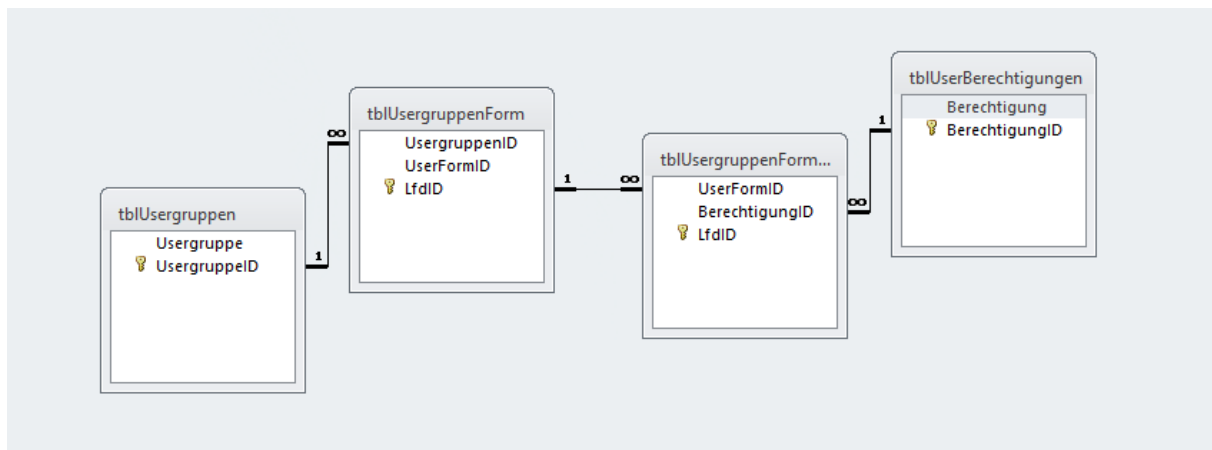 tblUsergruppen
Usergruppe
UsergruppeID
1
∞
tblUsergruppenForm
UsergruppenID
UserFormID
LfdID
1
∞
tblUsergruppenForm...
UserFormID
BerechtigungID
LfdID
∞
1
tblUserBerechtigungen
Berechtigung
BerechtigungID